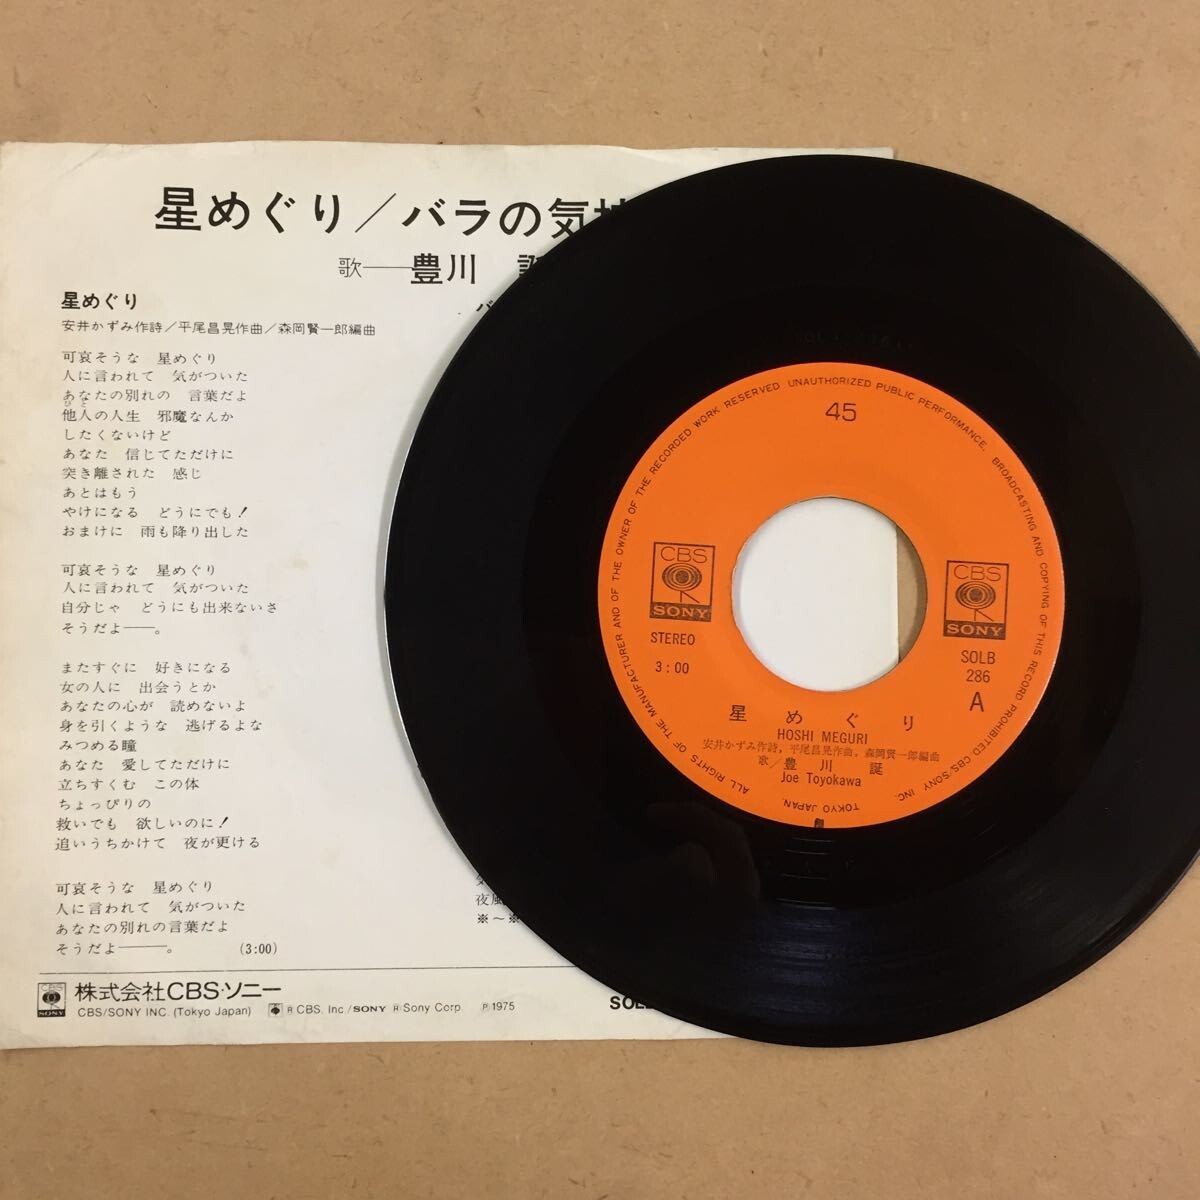 星めぐり／バラの気
歌――豊川
星めぐり
安井かずみ作詩／平尾昌晃作曲／森岡賢一郎編曲
可哀そうな　星めぐり
人に言われて　気がついた
あなたの別れの　言葉だよ
ひと
他人の人生　邪魔なんか
したくないけど
あなた　信じてただけに
突き離された　感じ
あとはもう
やけになる　どうにでも！
おまけに　雨も降り出した
可哀そうな　星めぐり
人に言われて　気がついた
自分じゃ　どうにも出来ないさ
そうだよ――。
またすぐに　好きになる
女の人に　出会うとか
あなたの心が　読めないよ
身を引くような　逃げるよな
みつめる瞳
あなた　愛してただけに
立ちすくむ　この体
ちょっぴりの
救いでも　欲しいのに！
追いうちかけて　夜が更ける
可哀そうな　星めぐり
人に言われて　気がついた
あなたの別れの言葉だよ
そうだよ――。　(3:00)
バ
夜風
※～※
CBS
SONY
株式会社CBS・ソニー
CBS/SONY INC. (Tokyo Japan)
Ⓡ CBS. Inc./SONY Ⓡ Sony Corp. Ⓟ 1975
ALL RIGHTS OF THE MANUFACTURER AND OF THE OWNER OF THE RECORDED WORK RESERVED UNAUTHORIZED PUBLIC PERFORMANCE, BROADCASTING AND COPYING OF THIS RECORD PROHIBITED CBS/SONY INC. TOKYO JAPAN.
45
CBS
SONY
STEREO
3:00
CBS
SONY
SOLB
286
A
星めぐり
HOSHI MEGURI
安井かずみ作詩，平尾昌晃作曲，森岡賢一郎編曲
歌／豊川　誕
Joe Toyokawa